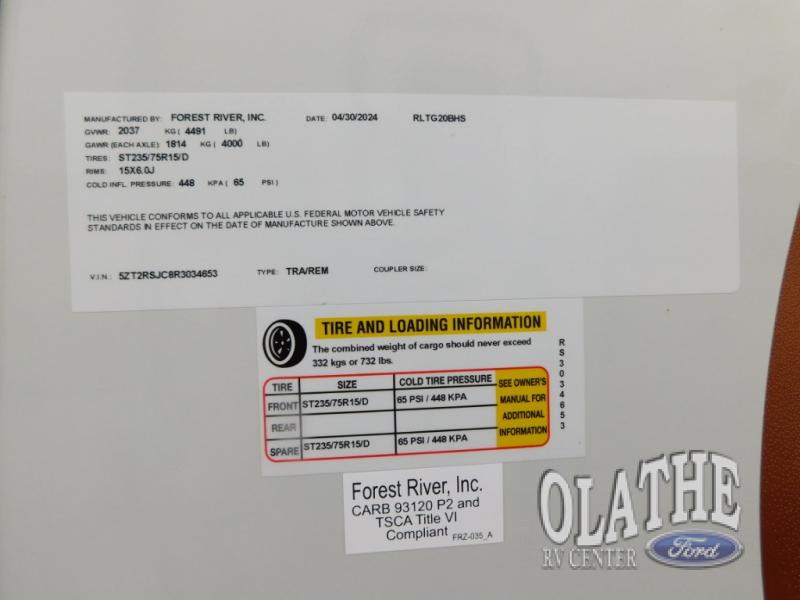 MANUFACTURED BY: FOREST RIVER, INC. DATE: 04/30/2024 RLTG20BHS
GVWR: 2037 KG ( 4491 LB)
GAWR (EACH AXLE): 1814 KG ( 4000 LB)
TIRES: ST235/75R15/D
RIMS: 15X6.0J
COLD INFL. PRESSURE: 448 KPA ( 65 PSI )
THIS VEHICLE CONFORMS TO ALL APPLICABLE U.S. FEDERAL MOTOR VEHICLE SAFETY
STANDARDS IN EFFECT ON THE DATE OF MANUFACTURE SHOWN ABOVE.
V.I.N.: 5ZT2RSJC8R3034653 TYPE: TRA/REM COUPLER SIZE:
TIRE AND LOADING INFORMATION
The combined weight of cargo should never exceed
332 kgs or 732 lbs.
TIRE SIZE COLD TIRE PRESSURE
FRONT ST235/75R15/D 65 PSI / 448 KPA
REAR
SPARE ST235/75R15/D 65 PSI / 448 KPA
SEE OWNER'S
MANUAL FOR
ADDITIONAL
INFORMATION
RS3034653
Forest River, Inc.
CARB 93120 P2 and
TSCA Title VI
Compliant FRZ-035_A
OLATHE
RV CENTER Ford